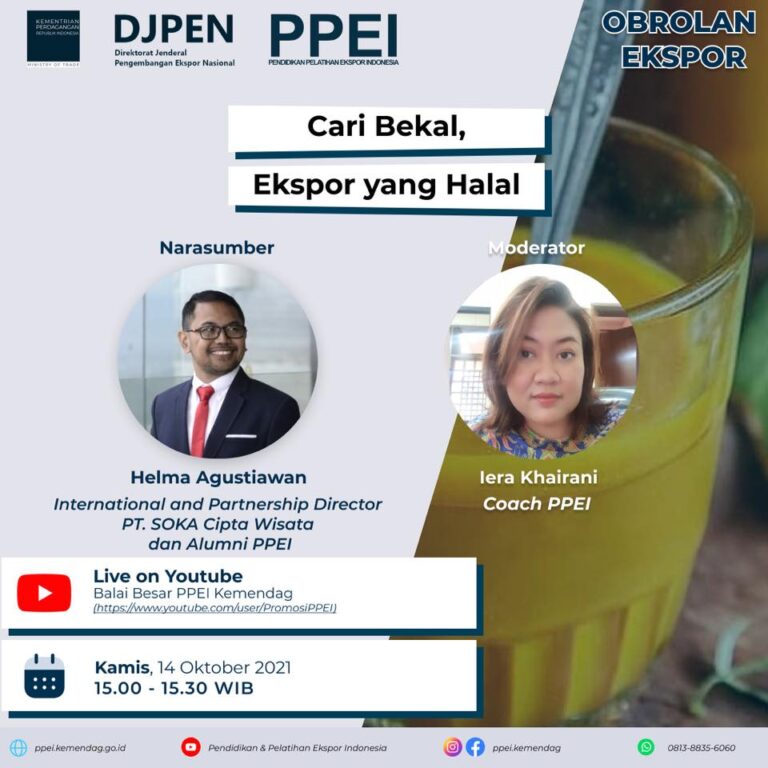 KEMENTRIAN
PERDAGANGAN
REPUBLIK INDONESIA
MINISTRY OF TRADE
DJPEN
Direktorat Jenderal
Pengembangan Ekspor Nasional
PPEI
PENDIDIKAN PELATIHAN EKSPOR INDONESIA
OBROLAN
EKSPOR
Cari Bekal,
Ekspor yang Halal
Narasumber
Moderator
Helma Agustiawan
International and Partnership Director
PT. SOKA Cipta Wisata
dan Alumni PPEI
Iera Khairani
Coach PPEI
Live on Youtube
Balai Besar PPEI Kemendag
(https://www.youtube.com/user/PromosiPPEI)
Kamis, 14 Oktober 2021
15.00 - 15.30 WIB
ppei.kemendag.go.id
Pendidikan & Pelatihan Ekspor Indonesia
ppei.kemendag
0813-8835-6060